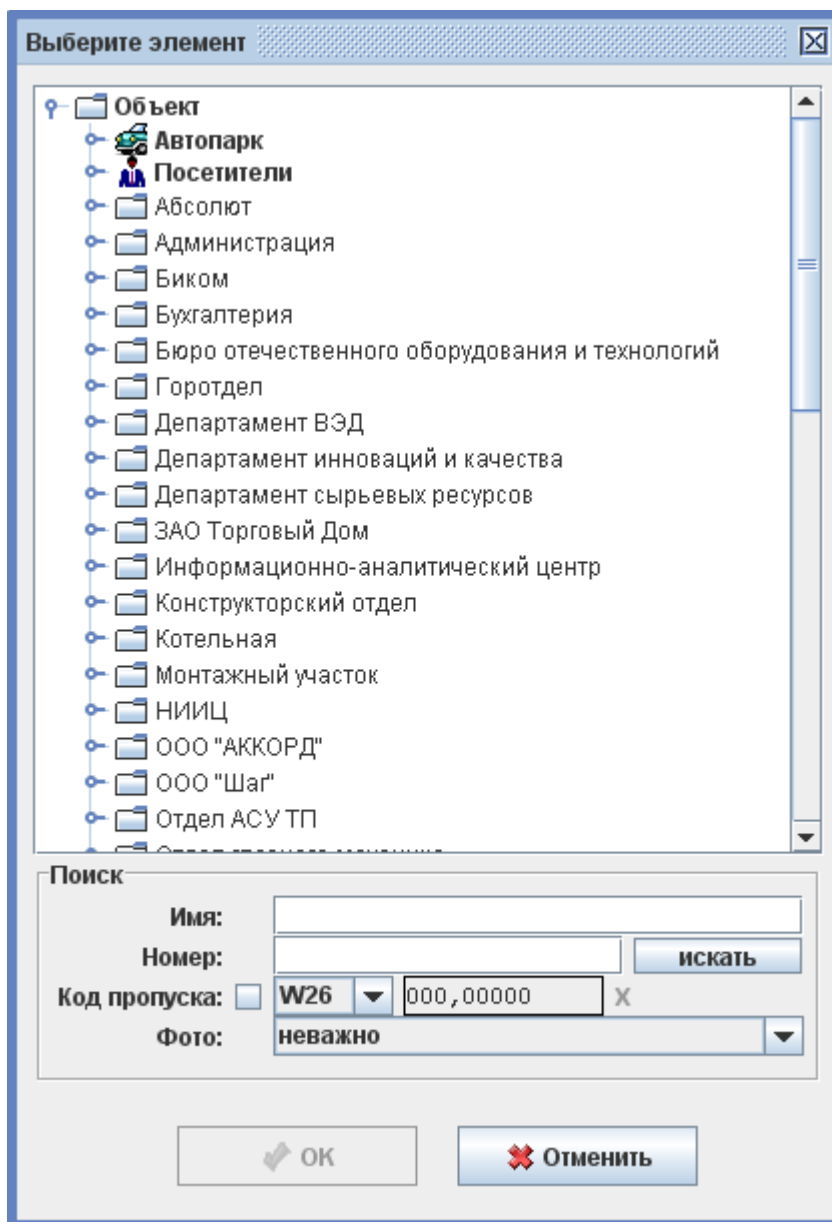 Выберите элемент
Объект
Автопарк
Посетители
Абсолют
Администрация
Биком
Бухгалтерия
Бюро отечественного оборудования и технологий
Горотдел
Департамент ВЭД
Департамент инноваций и качества
Департамент сырьевых ресурсов
ЗАО Торговый Дом
Информационно-аналитический центр
Конструкторский отдел
Котельная
Монтажный участок
НИИЦ
ООО "АККОРД"
ООО "Шаг"
Отдел АСУ ТП
Поиск
Имя:
Номер: искать
Код пропуска: W26 000,00000 X
Фото: неважно
OK Отменить